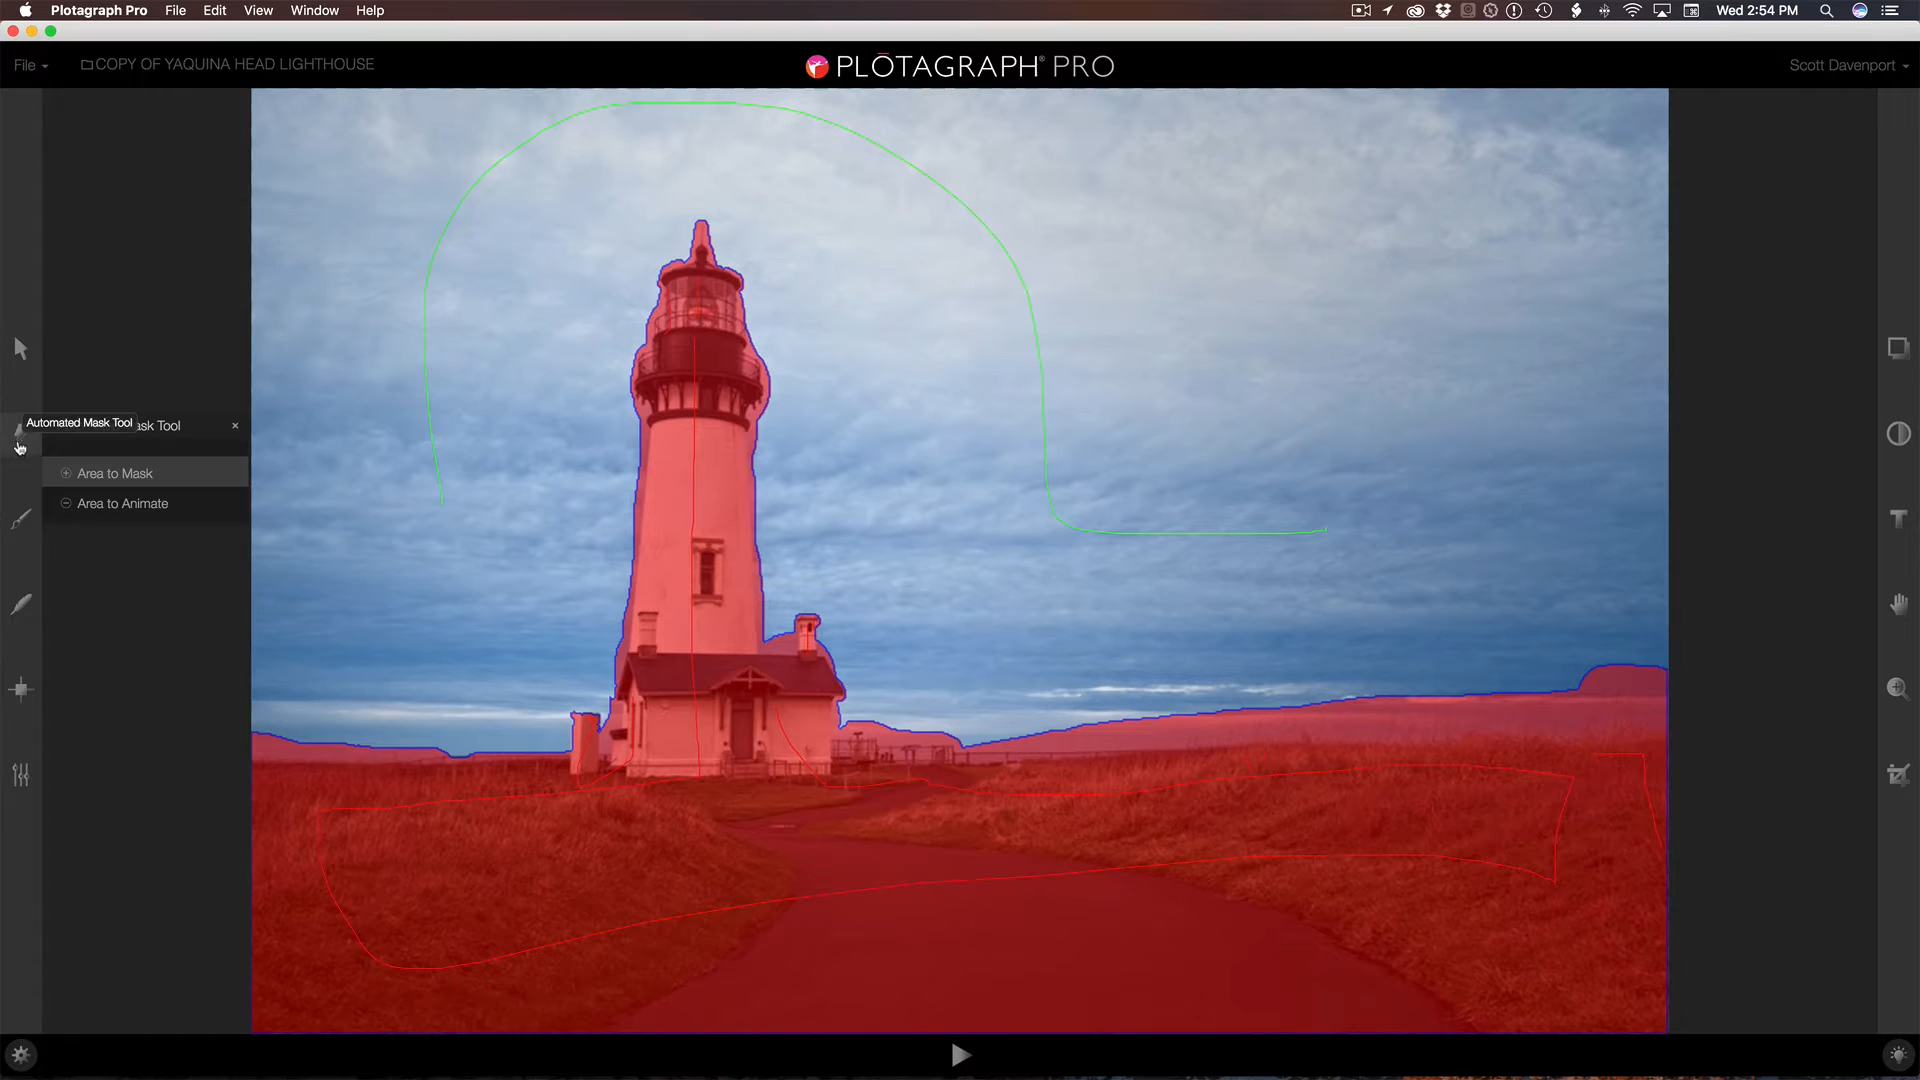 Plotagraph Pro File Edit View Window Help Wed 2:54 PM
File COPY OF YAQUINA HEAD LIGHTHOUSE PLŌTAGRAPH® PRO Scott Davenport
Automated Mask Tool ask Tool ×
Area to Mask
Area to Animate
T